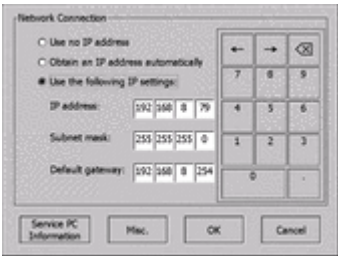 Network Connection
Use no IP address
Obtain an IP address automatically
Use the following IP settings:
IP address: 192 168 8 79
Subnet mask: 255 255 255 0
Default gateway: 192 168 8 254
← → ⌫
7 8 9
4 5 6
1 2 3
0 .
Service PC Information
Misc.
OK
Cancel